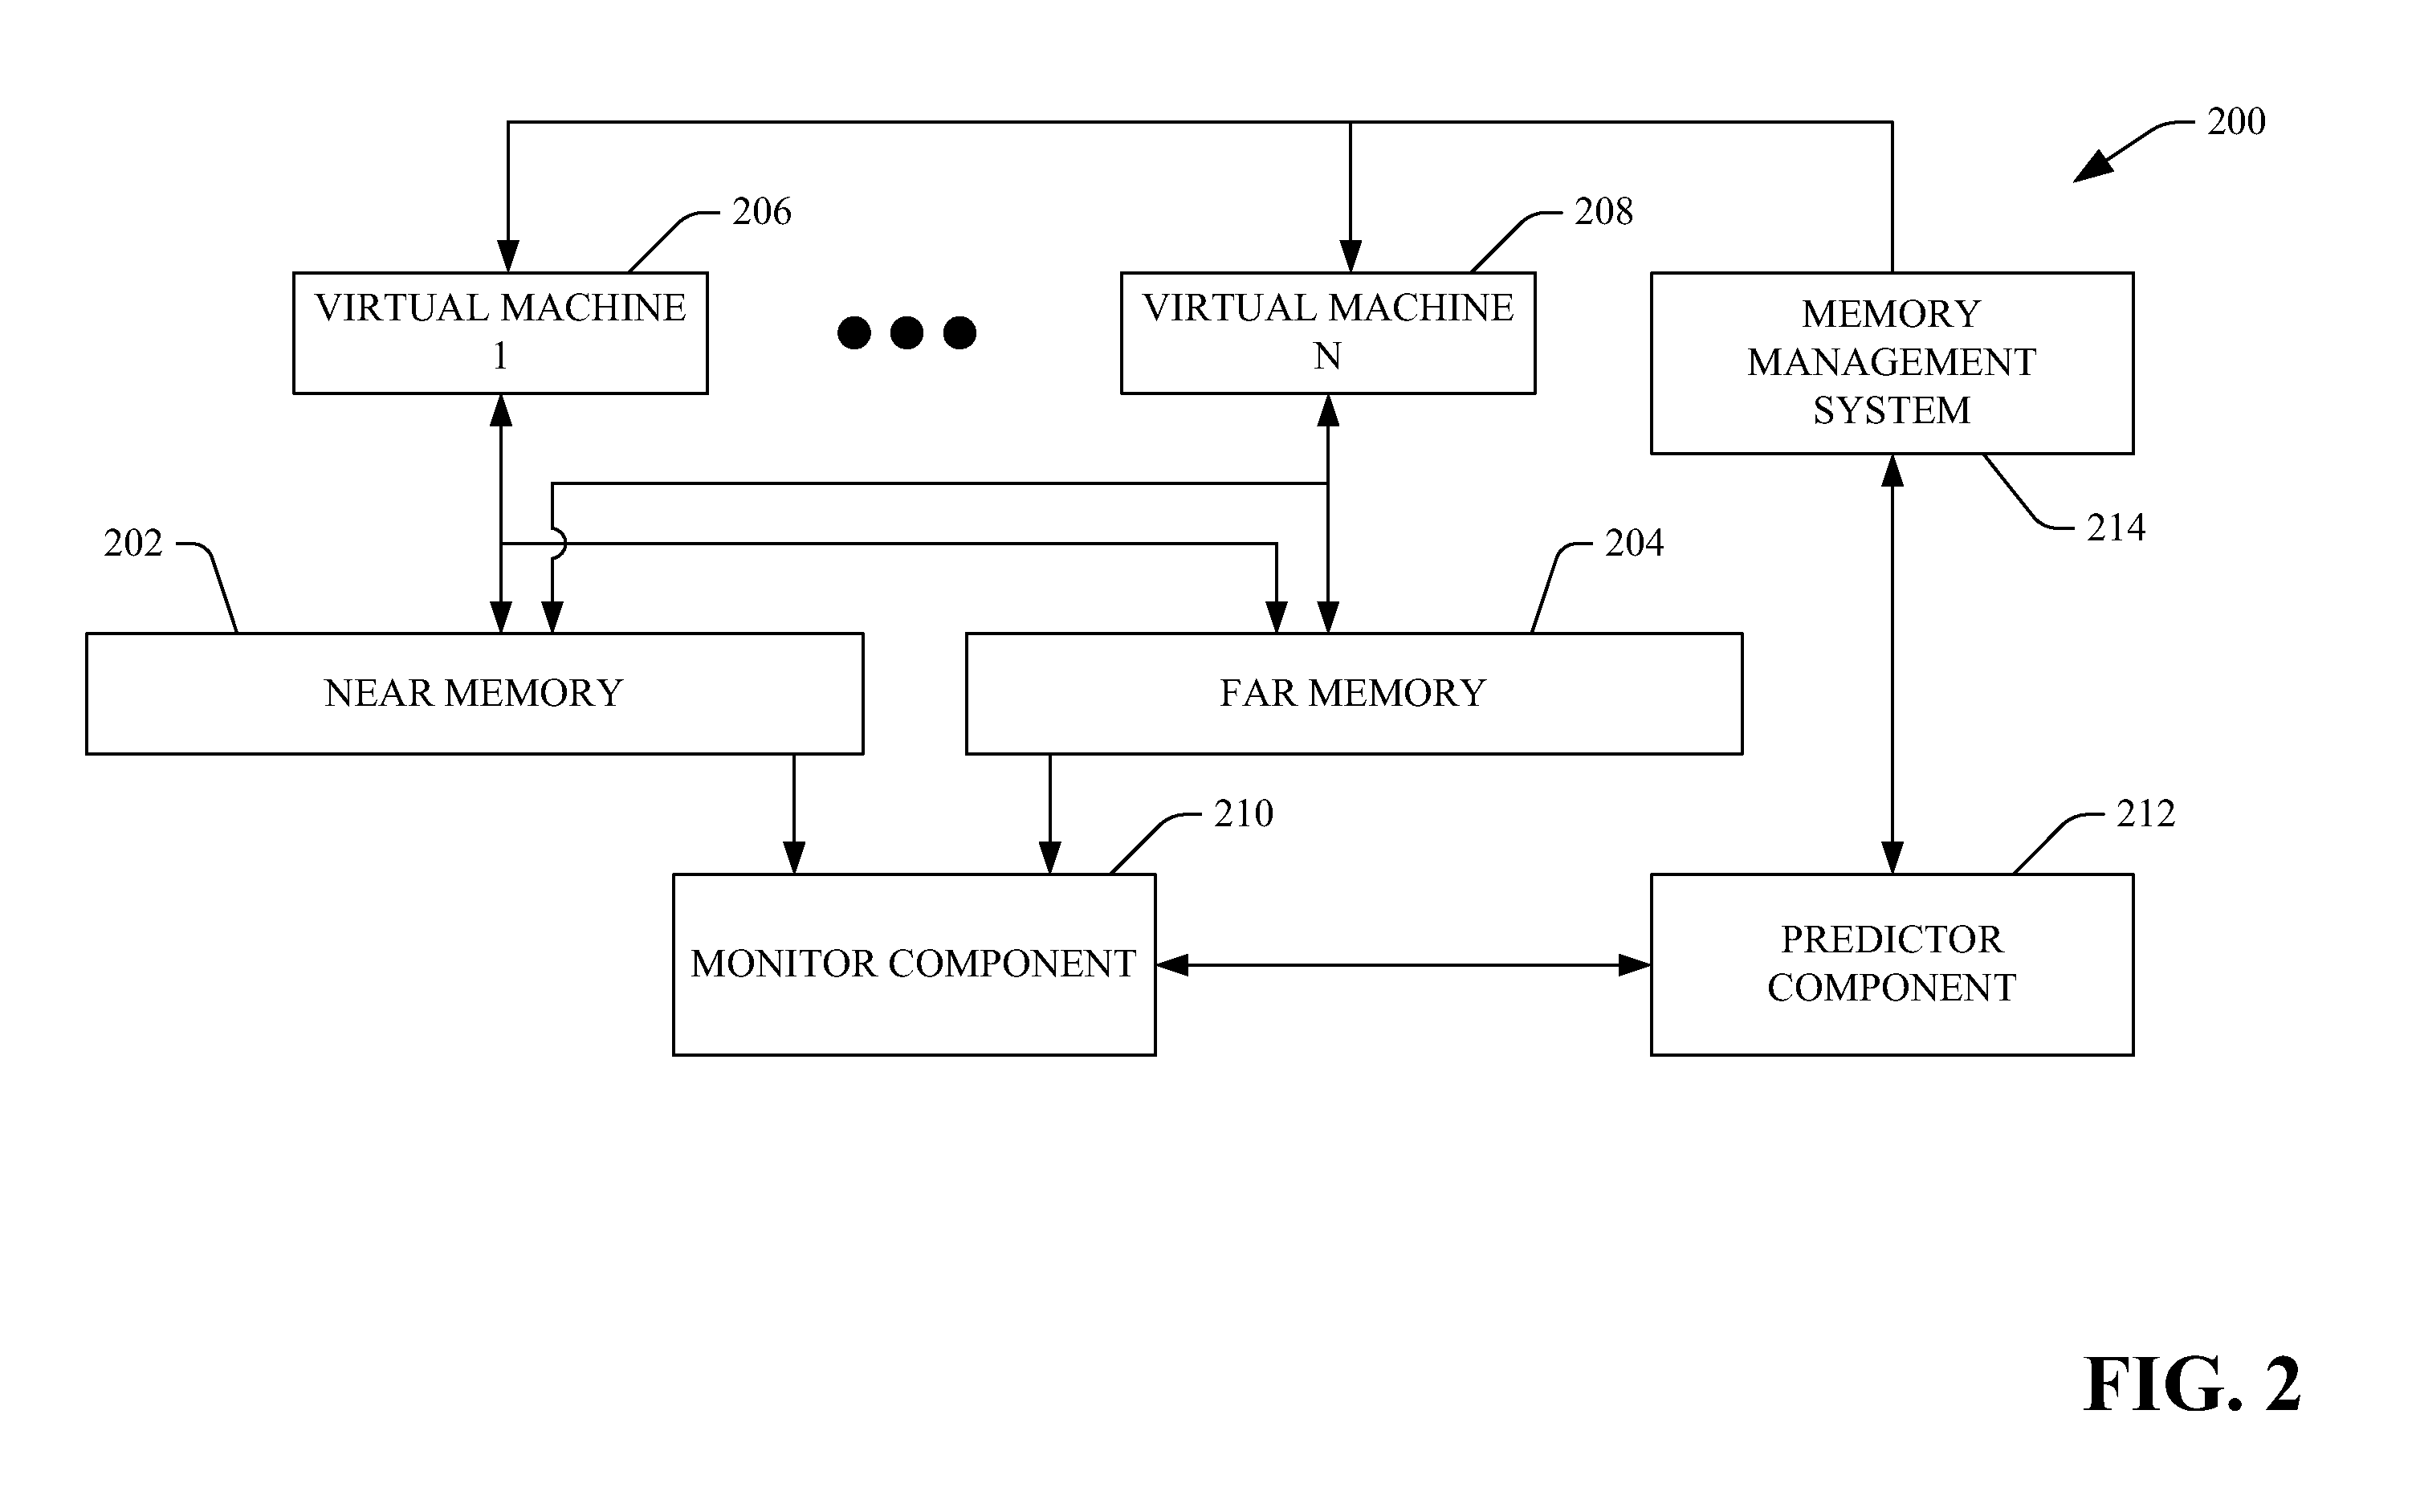 200
206
208
VIRTUAL MACHINE
1
VIRTUAL MACHINE
N
MEMORY
MANAGEMENT
SYSTEM
202
204
214
NEAR MEMORY
FAR MEMORY
210
212
MONITOR COMPONENT
PREDICTOR
COMPONENT
FIG. 2